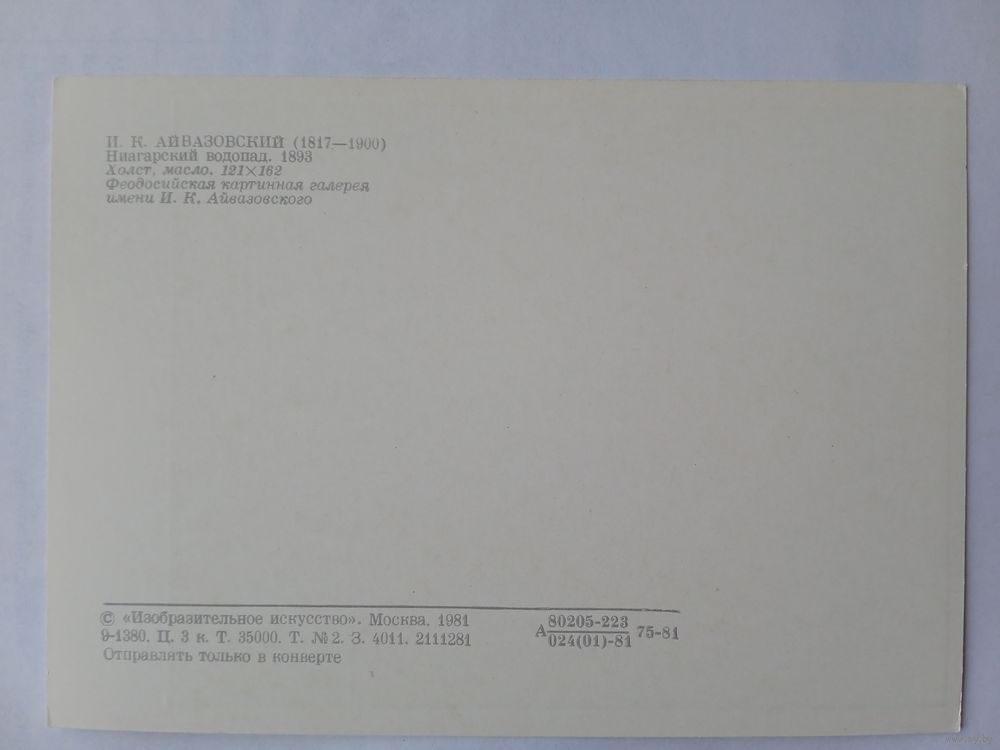 И. К. АЙВАЗОВСКИЙ (1817—1900)
Ниагарский водопад. 1893
Холст, масло. 121×162
Феодосийская картинная галерея
имени И. К. Айвазовского
© «Изобразительное искусство». Москва. 1981
9-1380. Ц. 3 к. Т. 35000. Т. № 2. З. 4011. 2111281
Отправлять только в конверте
80205-223
А 75-81
024(01)-81